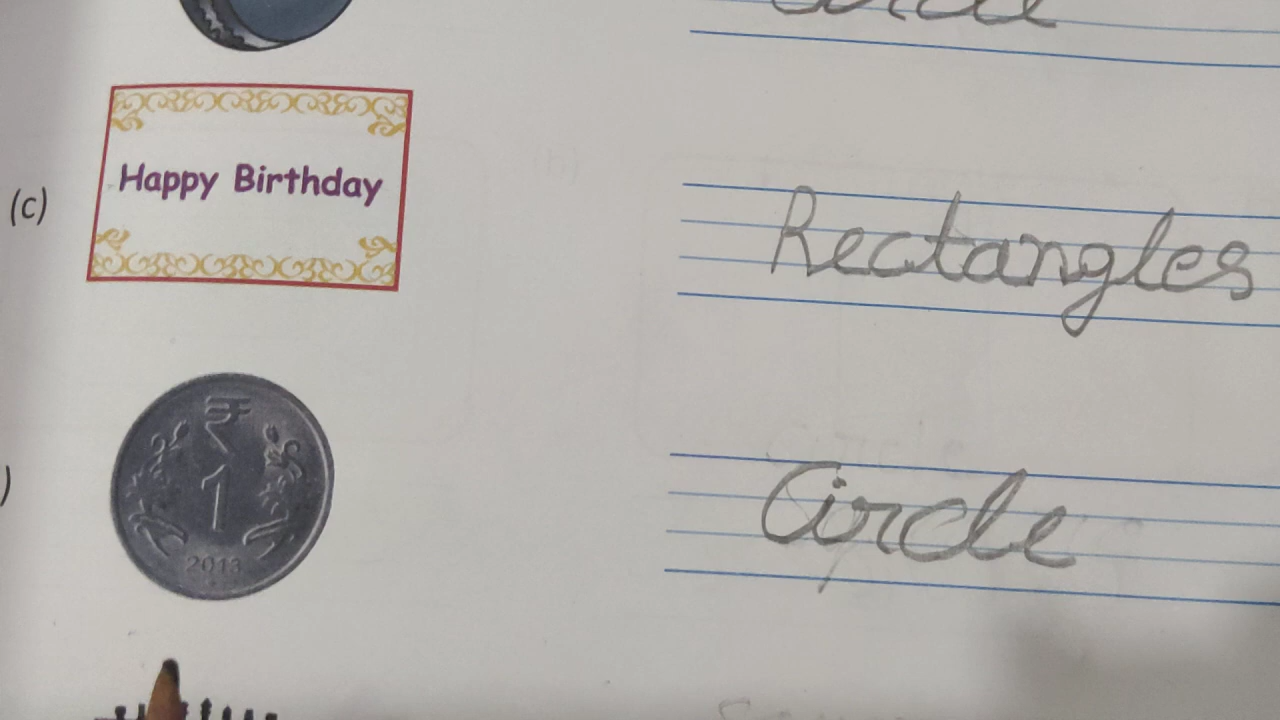 (c)
Happy Birthday
Rectangles
)
₹
1
2013
Circle